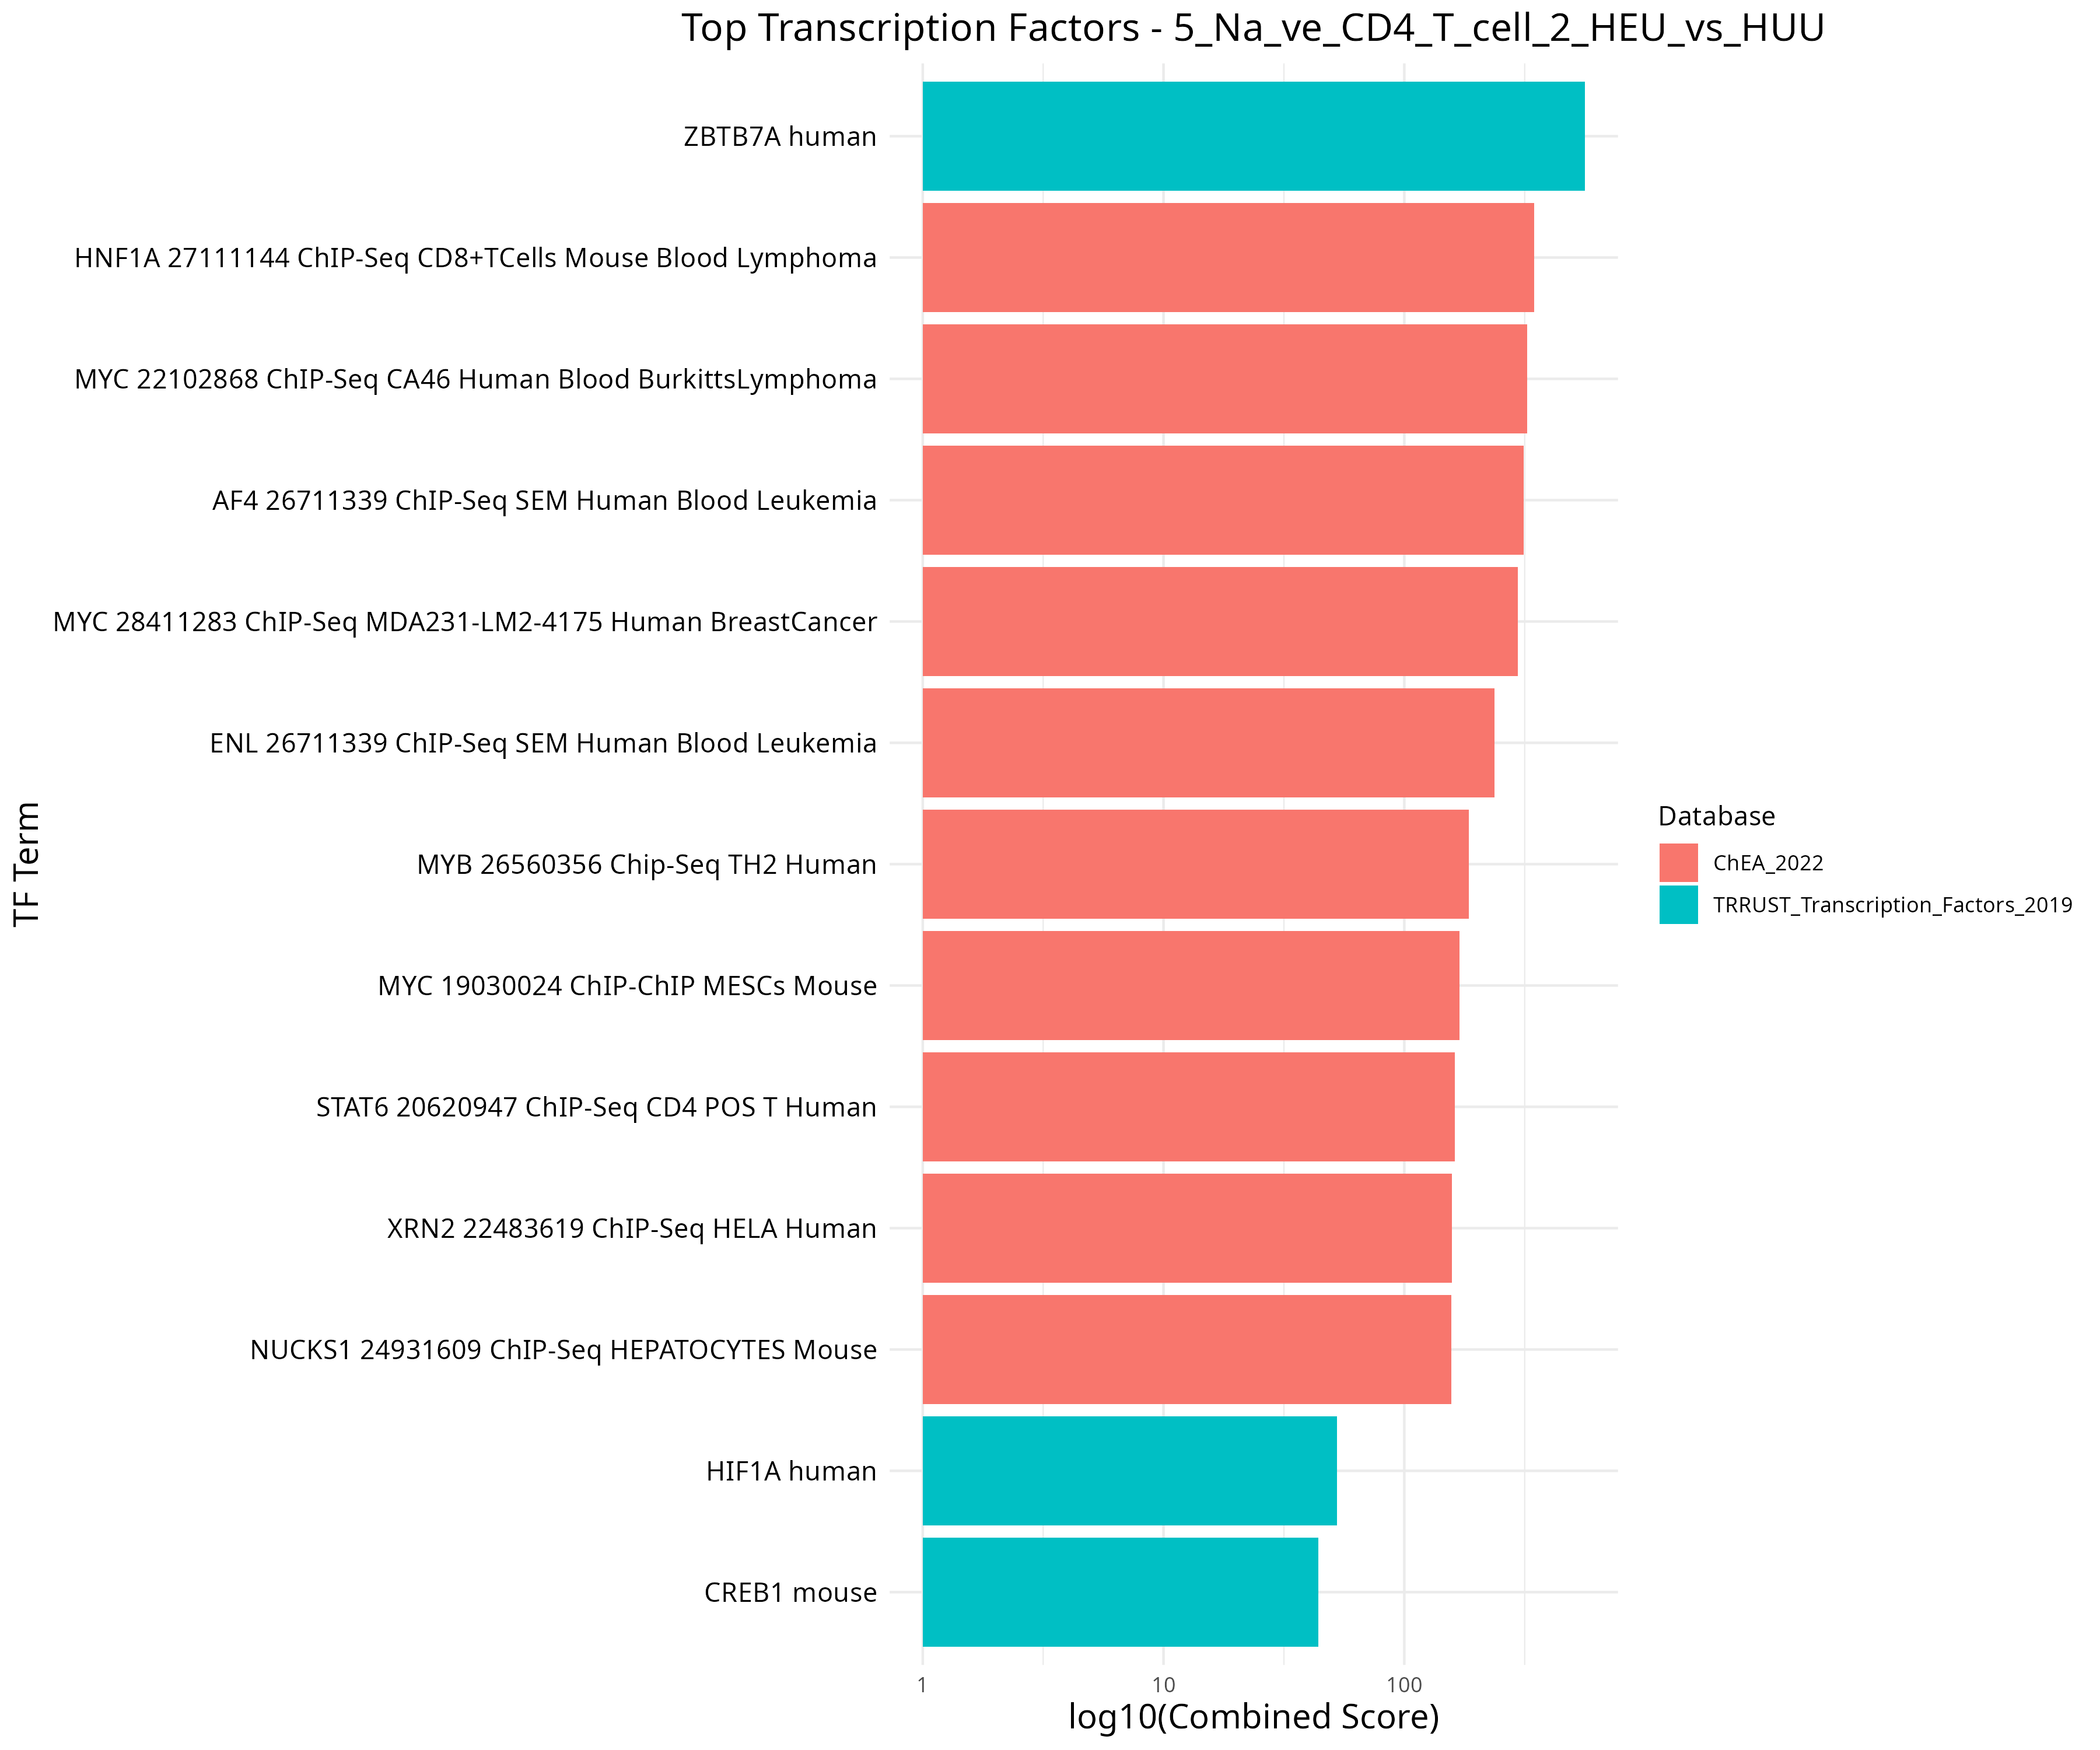 Top Transcription Factors - 5_Na_ve_CD4_T_cell_2_HEU_vs_HUU
ZBTB7A human
HNF1A 27111144 ChIP-Seq CD8+TCells Mouse Blood Lymphoma
MYC 22102868 ChIP-Seq CA46 Human Blood BurkittsLymphoma
AF4 26711339 ChIP-Seq SEM Human Blood Leukemia
MYC 28411283 ChIP-Seq MDA231-LM2-4175 Human BreastCancer
ENL 26711339 ChIP-Seq SEM Human Blood Leukemia
MYB 26560356 Chip-Seq TH2 Human
MYC 19030024 ChIP-ChIP MESCs Mouse
STAT6 20620947 ChIP-Seq CD4 POS T Human
XRN2 22483619 ChIP-Seq HELA Human
NUCKS1 24931609 ChIP-Seq HEPATOCYTES Mouse
HIF1A human
CREB1 mouse
TF Term
1 10 100
log10(Combined Score)
Database
ChEA_2022
TRRUST_Transcription_Factors_2019